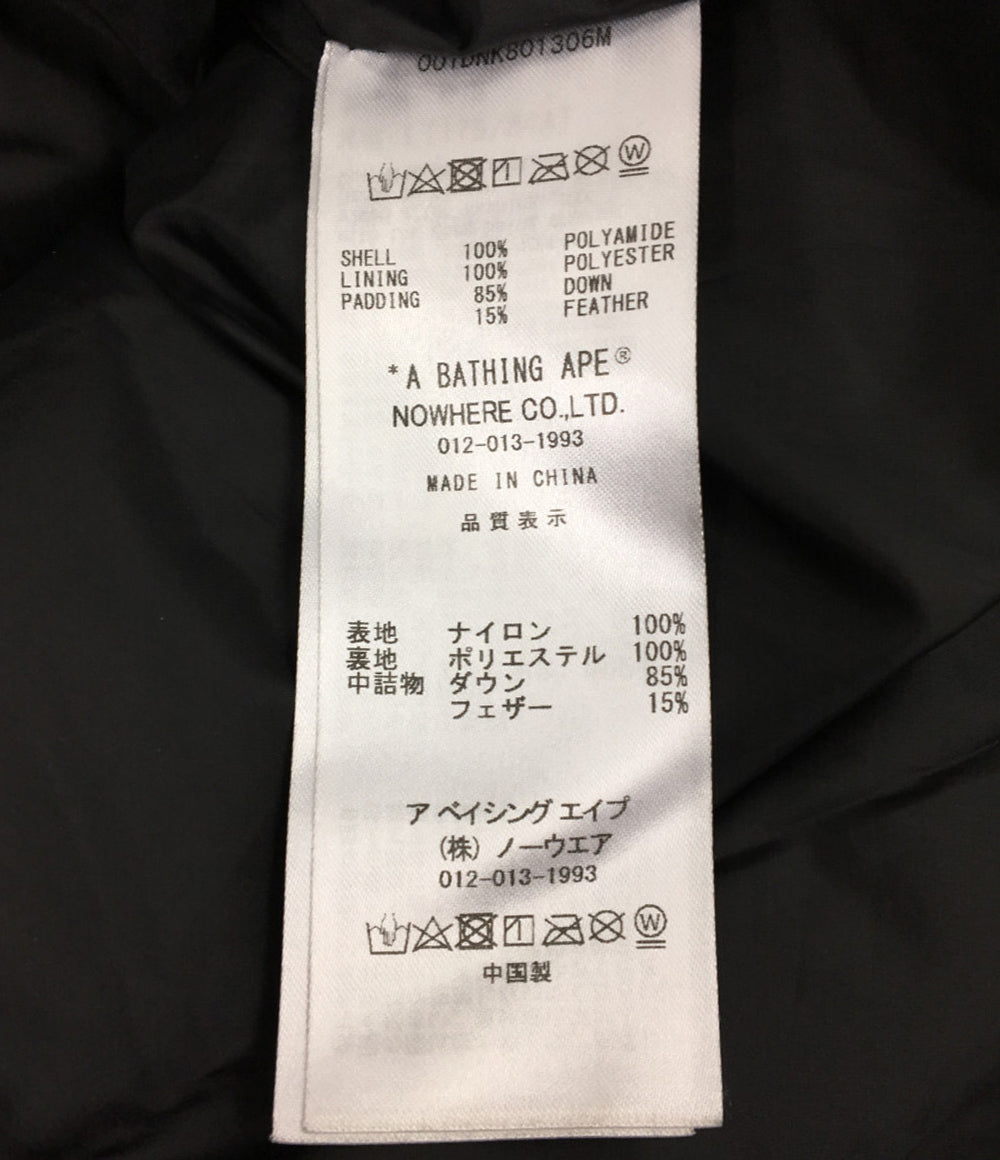 001DNK801306M
W
SHELL 100% POLYAMIDE
LINING 100% POLYESTER
PADDING 85% DOWN
15% FEATHER
*A BATHING APE®
NOWHERE CO.,LTD.
012-013-1993
MADE IN CHINA
品質表示
表地 ナイロン 100%
裏地 ポリエステル 100%
中詰物 ダウン 85%
フェザー 15%
ア ベイシング エイプ
(株) ノーウエア
012-013-1993
W
中国製